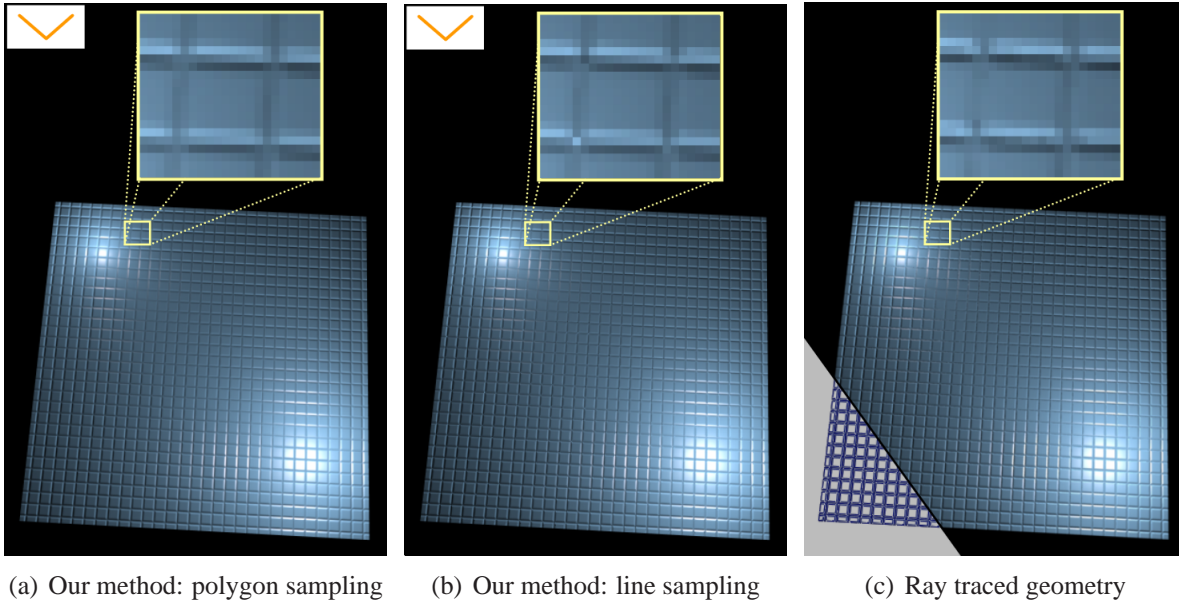 (a) Our method: polygon sampling
(b) Our method: line sampling
(c) Ray traced geometry